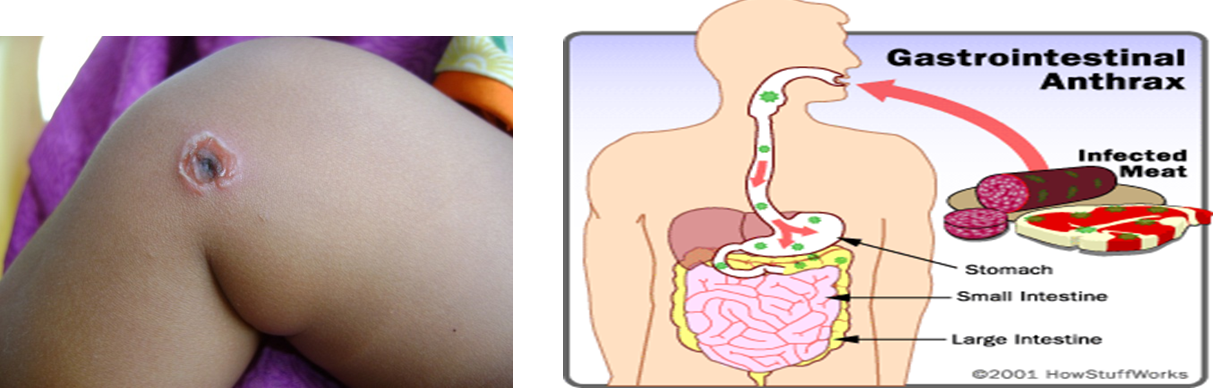 Gastrointestinal
Anthrax
Infected
Meat
Stomach
Small Intestine
Large Intestine
©2001 HowStuffWorks